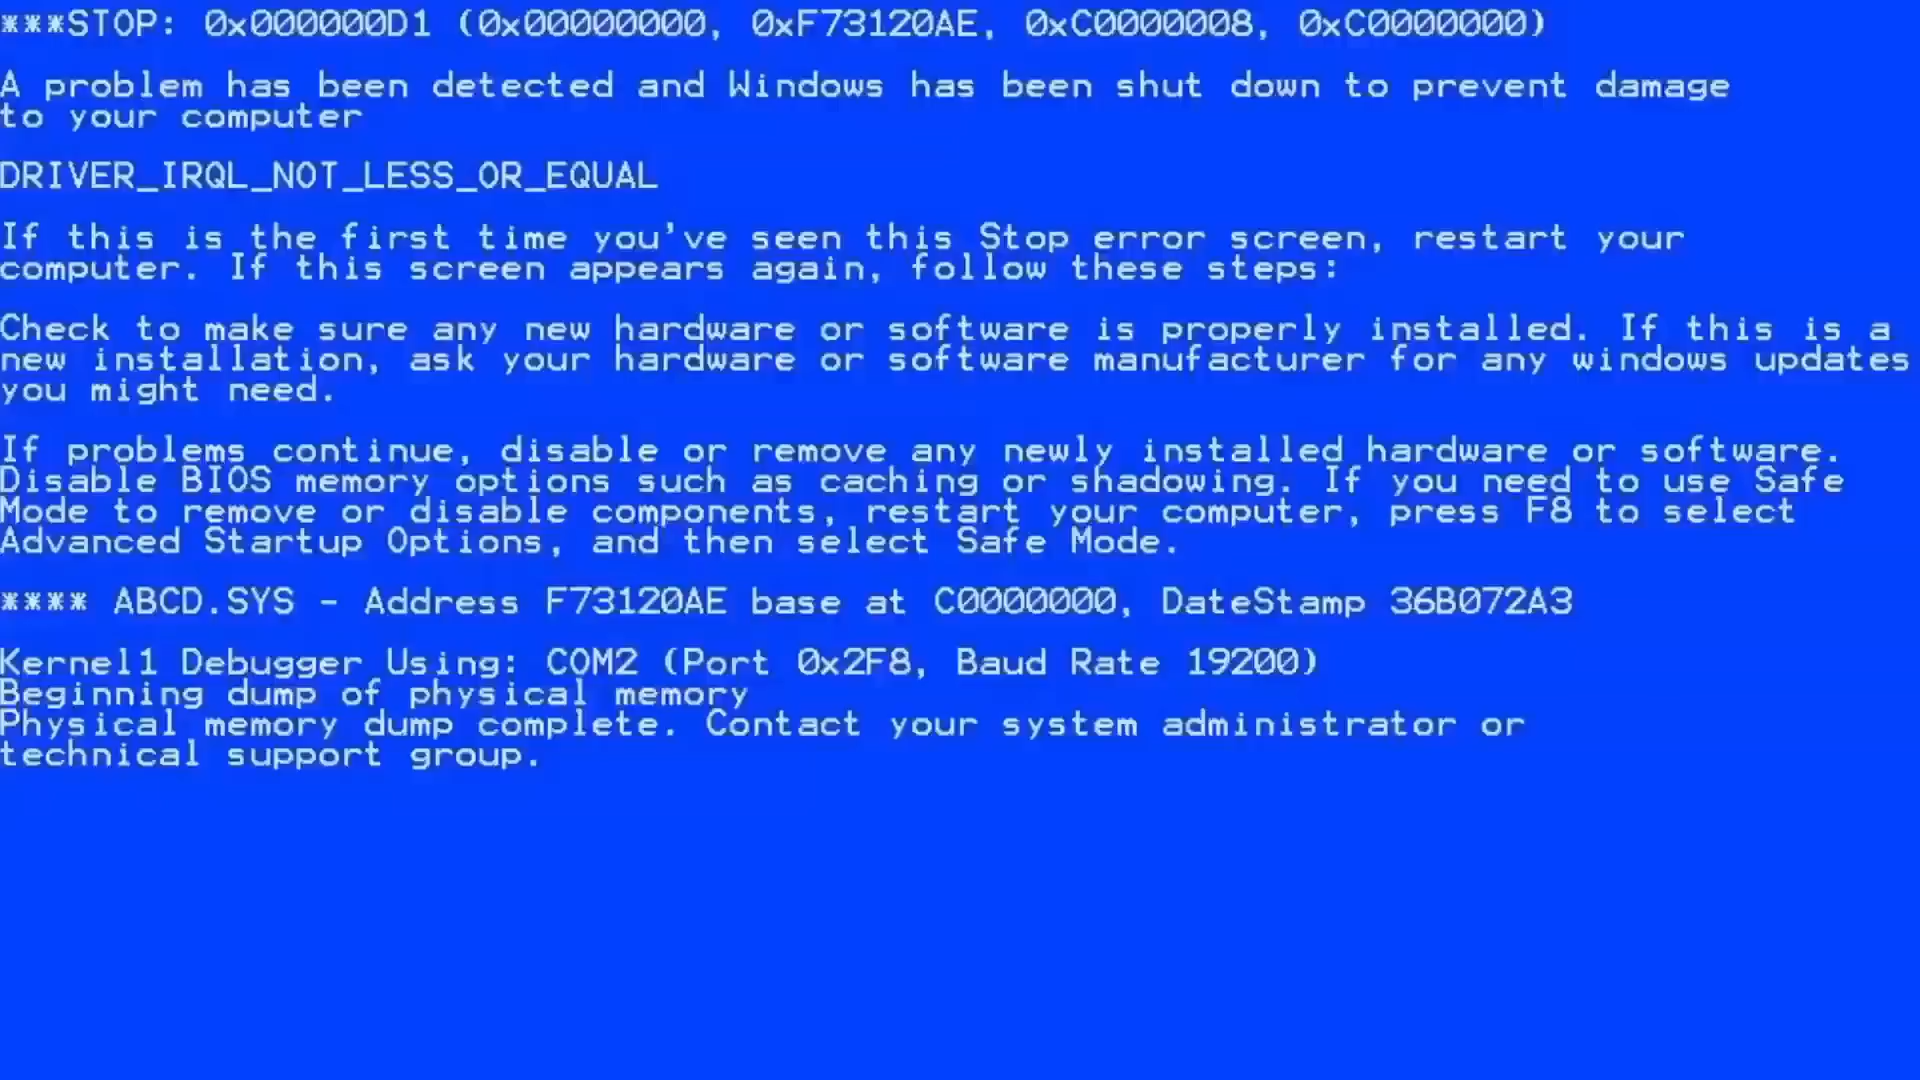 ***STOP: 0x000000D1 (0x00000000, 0xF73120AE, 0xC0000008, 0xC0000000)
A problem has been detected and Windows has been shut down to prevent damage
to your computer
DRIVER_IRQL_NOT_LESS_OR_EQUAL
If this is the first time you've seen this Stop error screen, restart your
computer. If this screen appears again, follow these steps:
Check to make sure any new hardware or software is properly installed. If this is a
new installation, ask your hardware or software manufacturer for any windows updates
you might need.
If problems continue, disable or remove any newly installed hardware or software.
Disable BIOS memory options such as caching or shadowing. If you need to use Safe
Mode to remove or disable components, restart your computer, press F8 to select
Advanced Startup Options, and then select Safe Mode.
**** ABCD.SYS - Address F73120AE base at C0000000, DateStamp 36B072A3
Kernel1 Debugger Using: COM2 (Port 0x2F8, Baud Rate 19200)
Beginning dump of physical memory
Physical memory dump complete. Contact your system administrator or
technical support group.